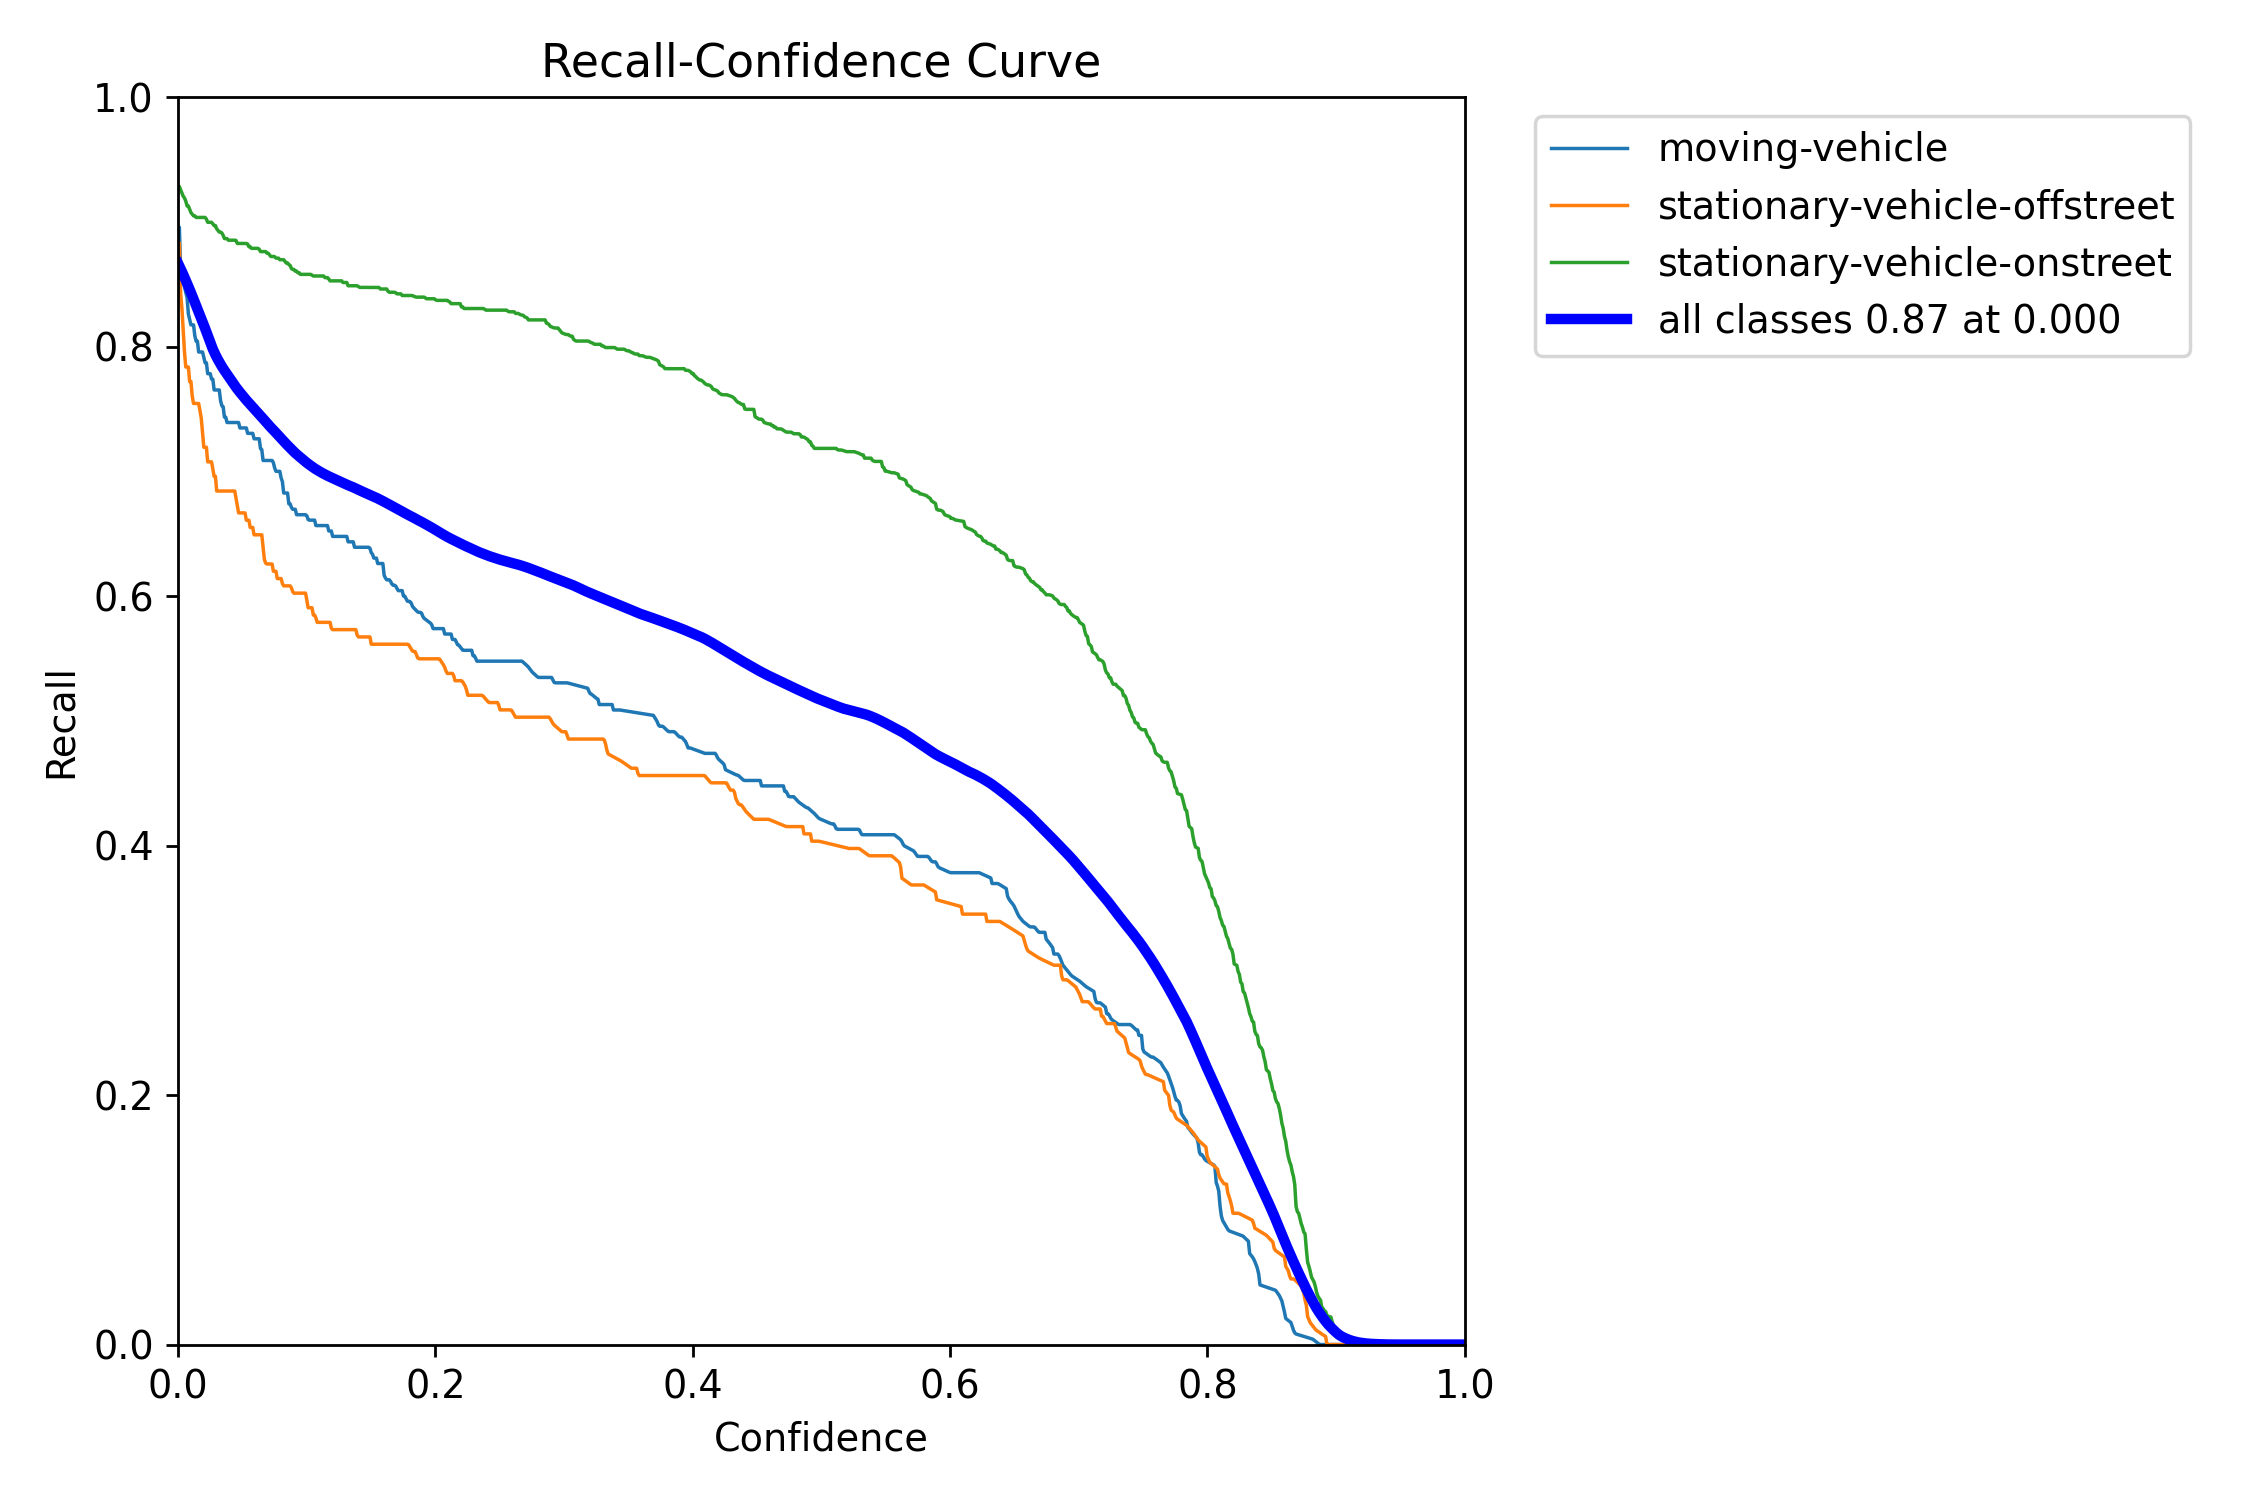 Recall-Confidence Curve
1.0
0.8
0.6
0.4
0.2
0.0
Recall
0.0 0.2 0.4 0.6 0.8 1.0
Confidence
moving-vehicle
stationary-vehicle-offstreet
stationary-vehicle-onstreet
all classes 0.87 at 0.000